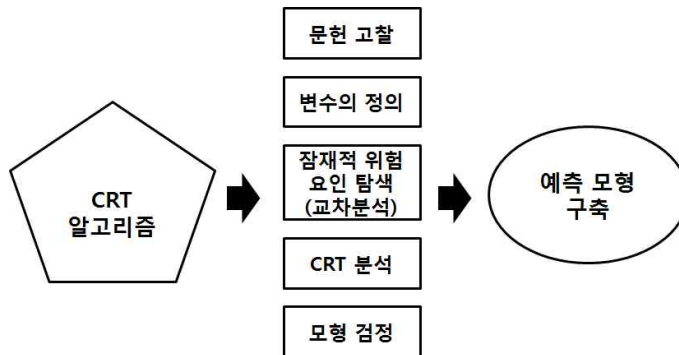 CRT
알고리즘
문헌 고찰
변수의 정의
잠재적 위험
요인 탐색
(교차분석)
CRT 분석
모형 검정
예측 모형
구축